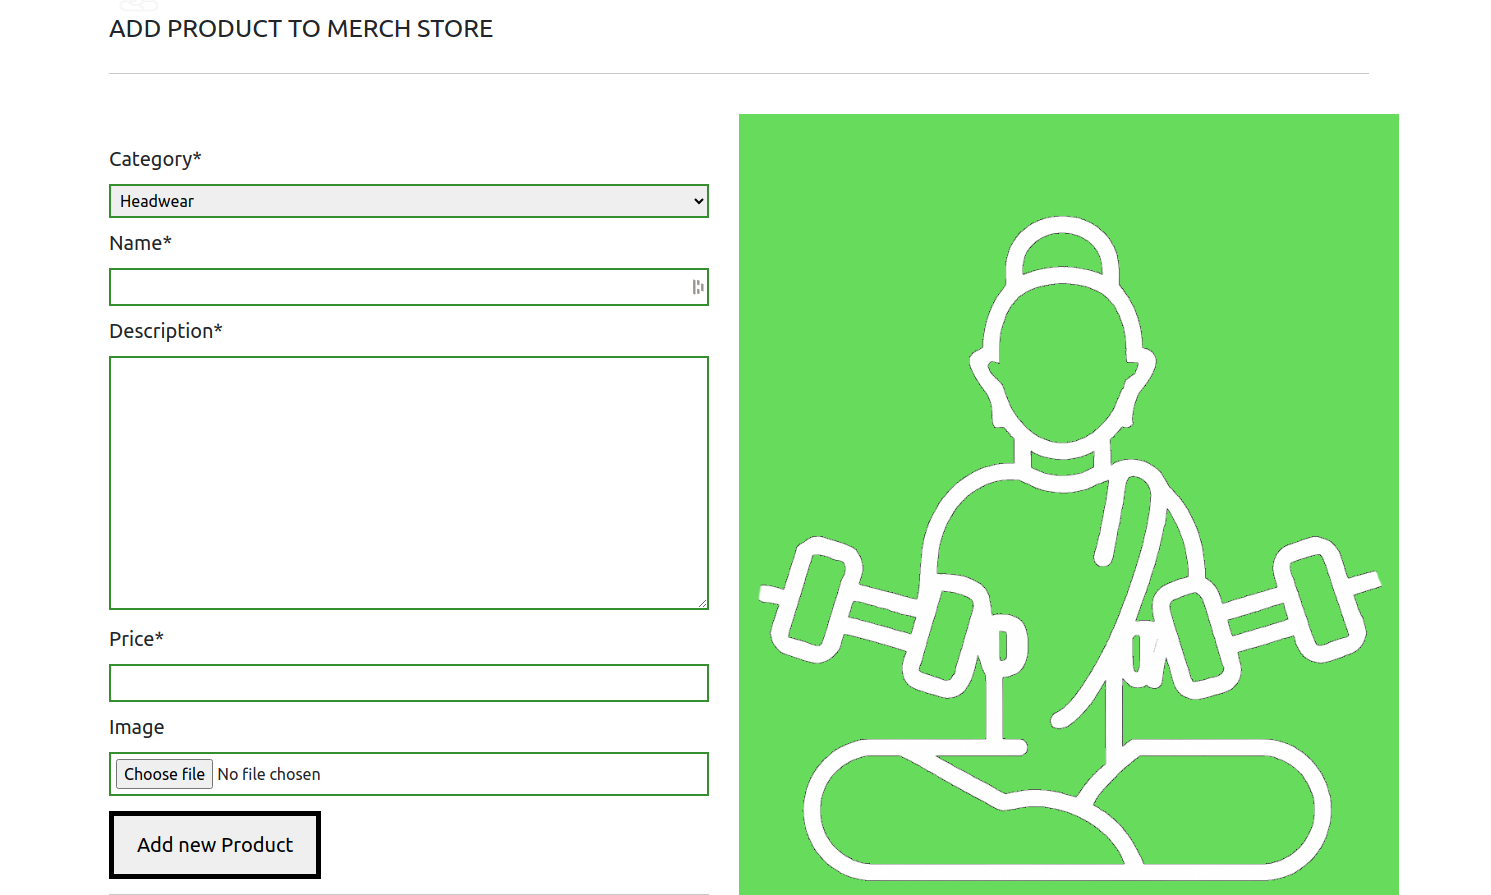 ADD PRODUCT TO MERCH STORE
Category*
Headwear
Name*
Description*
Price*
Image
Choose file No file chosen
Add new Product